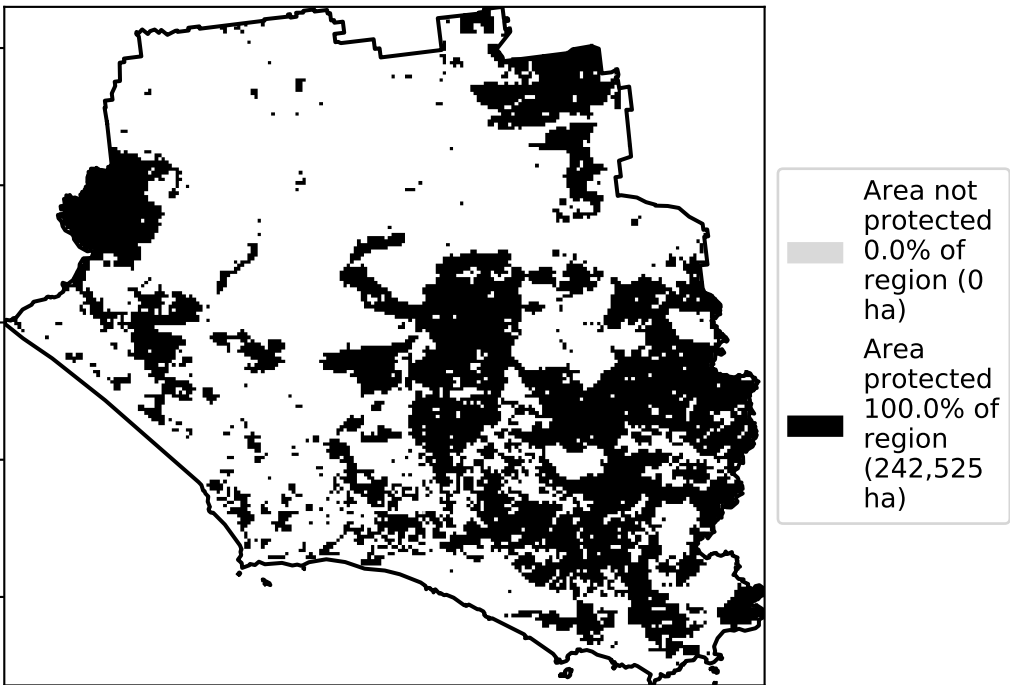 Area not
protected
0.0% of
region (0
ha)
Area
protected
100.0% of
region
(242,525
ha)